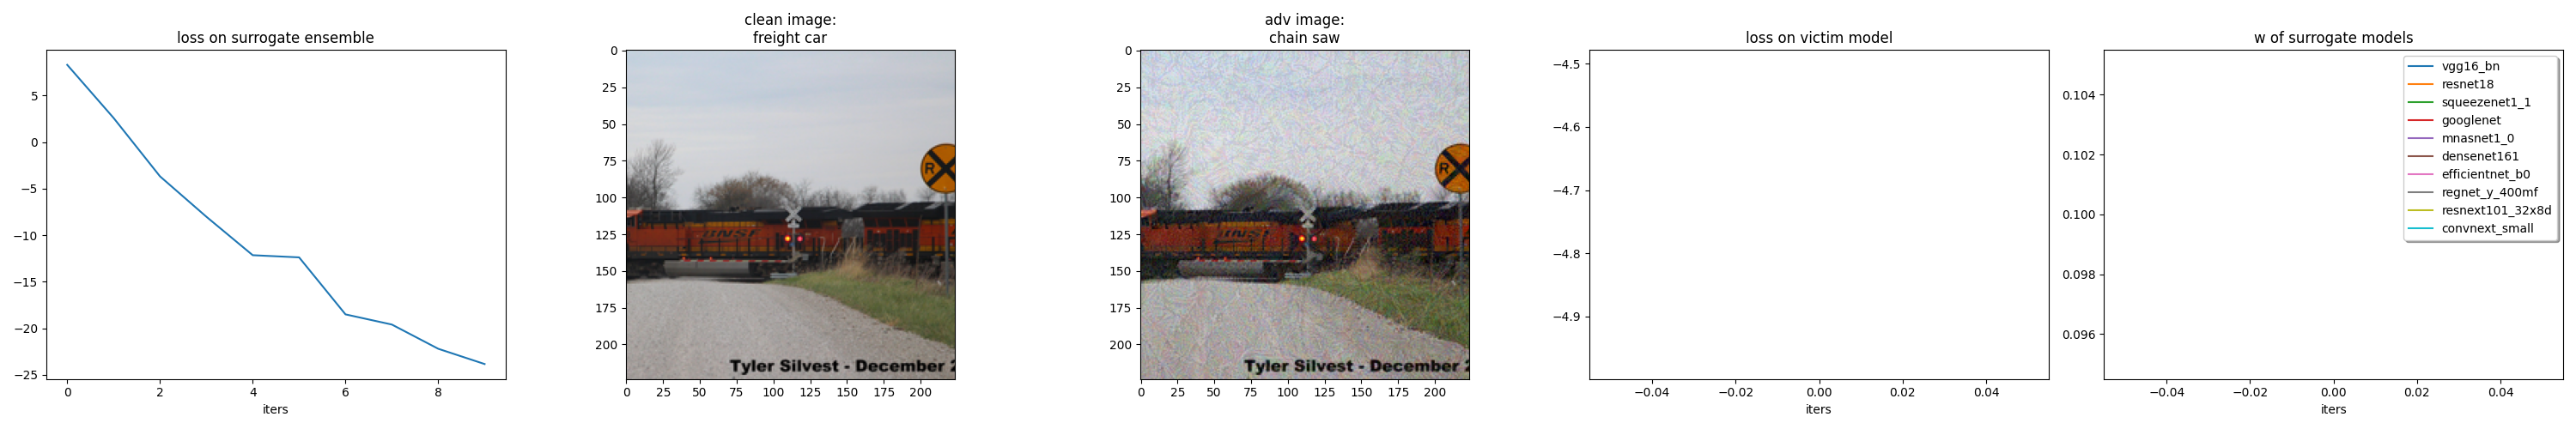 loss on surrogate ensemble
5
0
−5
−10
−15
−20
−25
0 2 4 6 8
iters
clean image:
freight car
0
25
50
75
100
125
150
175
200
0 25 50 75 100 125 150 175 200
R
BNSF
Tyler Silvest - December 2
adv image:
chain saw
0
25
50
75
100
125
150
175
200
0 25 50 75 100 125 150 175 200
R
BNSF
Tyler Silvest - December 2
loss on victim model
−4.5
−4.6
−4.7
−4.8
−4.9
−0.04 −0.02 0.00 0.02 0.04
iters
w of surrogate models
0.104
0.102
0.100
0.098
0.096
−0.04 −0.02 0.00 0.02 0.04
iters
vgg16_bn
resnet18
squeezenet1_1
googlenet
mnasnet1_0
densenet161
efficientnet_b0
regnet_y_400mf
resnext101_32x8d
convnext_small